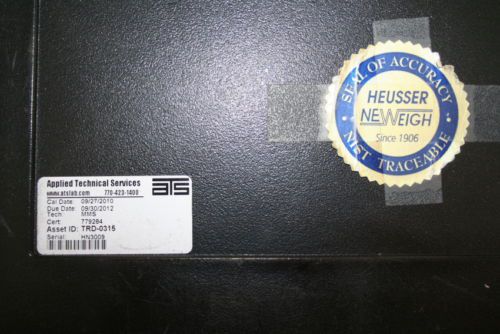 SEAL OF ACCURACY
HEUSSER
NEWEIGH
Since 1906
NIST TRACEABLE
Applied Technical Services
www.atslab.com 770-423-1400
ATS
Cal Date: 09/27/2010
Due Date: 09/30/2012
Tech: MMS
Cert: 779284
Asset ID: TRD-0315
Serial: HN3009